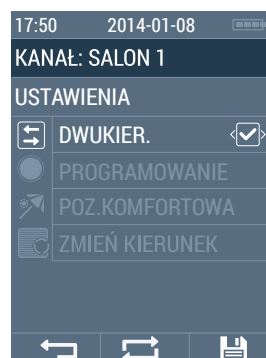 17:50 2014-01-08
KANAŁ: SALON 1
USTAWIENIA
DWUKIER.
PROGRAMOWANIE
POZ.KOMFORTOWA
ZMIEŃ KIERUNEK